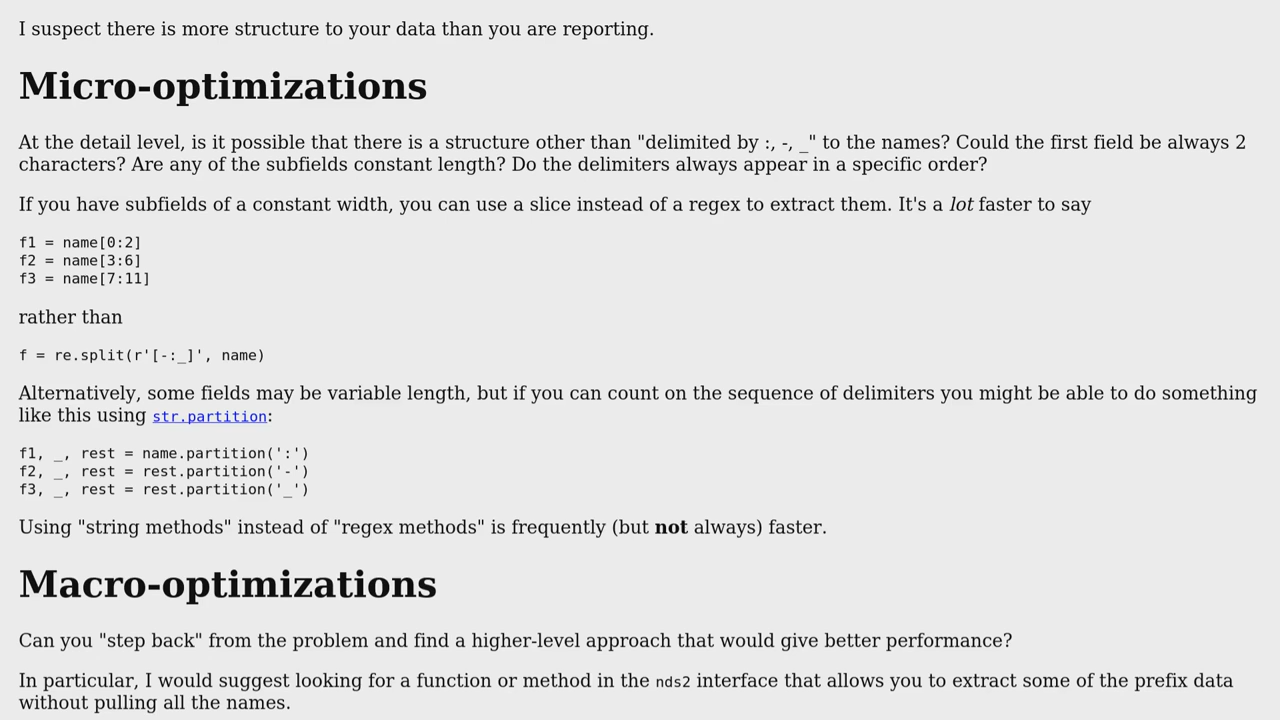 I suspect there is more structure to your data than you are reporting.
Micro-optimizations
At the detail level, is it possible that there is a structure other than "delimited by :, -, _" to the names? Could the first field be always 2
characters? Are any of the subfields constant length? Do the delimiters always appear in a specific order?
If you have subfields of a constant width, you can use a slice instead of a regex to extract them. It's a lot faster to say
f1 = name[0:2]
f2 = name[3:6]
f3 = name[7:11]
rather than
f = re.split(r'[-:_]', name)
Alternatively, some fields may be variable length, but if you can count on the sequence of delimiters you might be able to do something
like this using str.partition:
f1, _, rest = name.partition(':')
f2, _, rest = rest.partition('-')
f3, _, rest = rest.partition('_')
Using "string methods" instead of "regex methods" is frequently (but not always) faster.
Macro-optimizations
Can you "step back" from the problem and find a higher-level approach that would give better performance?
In particular, I would suggest looking for a function or method in the nds2 interface that allows you to extract some of the prefix data
without pulling all the names.